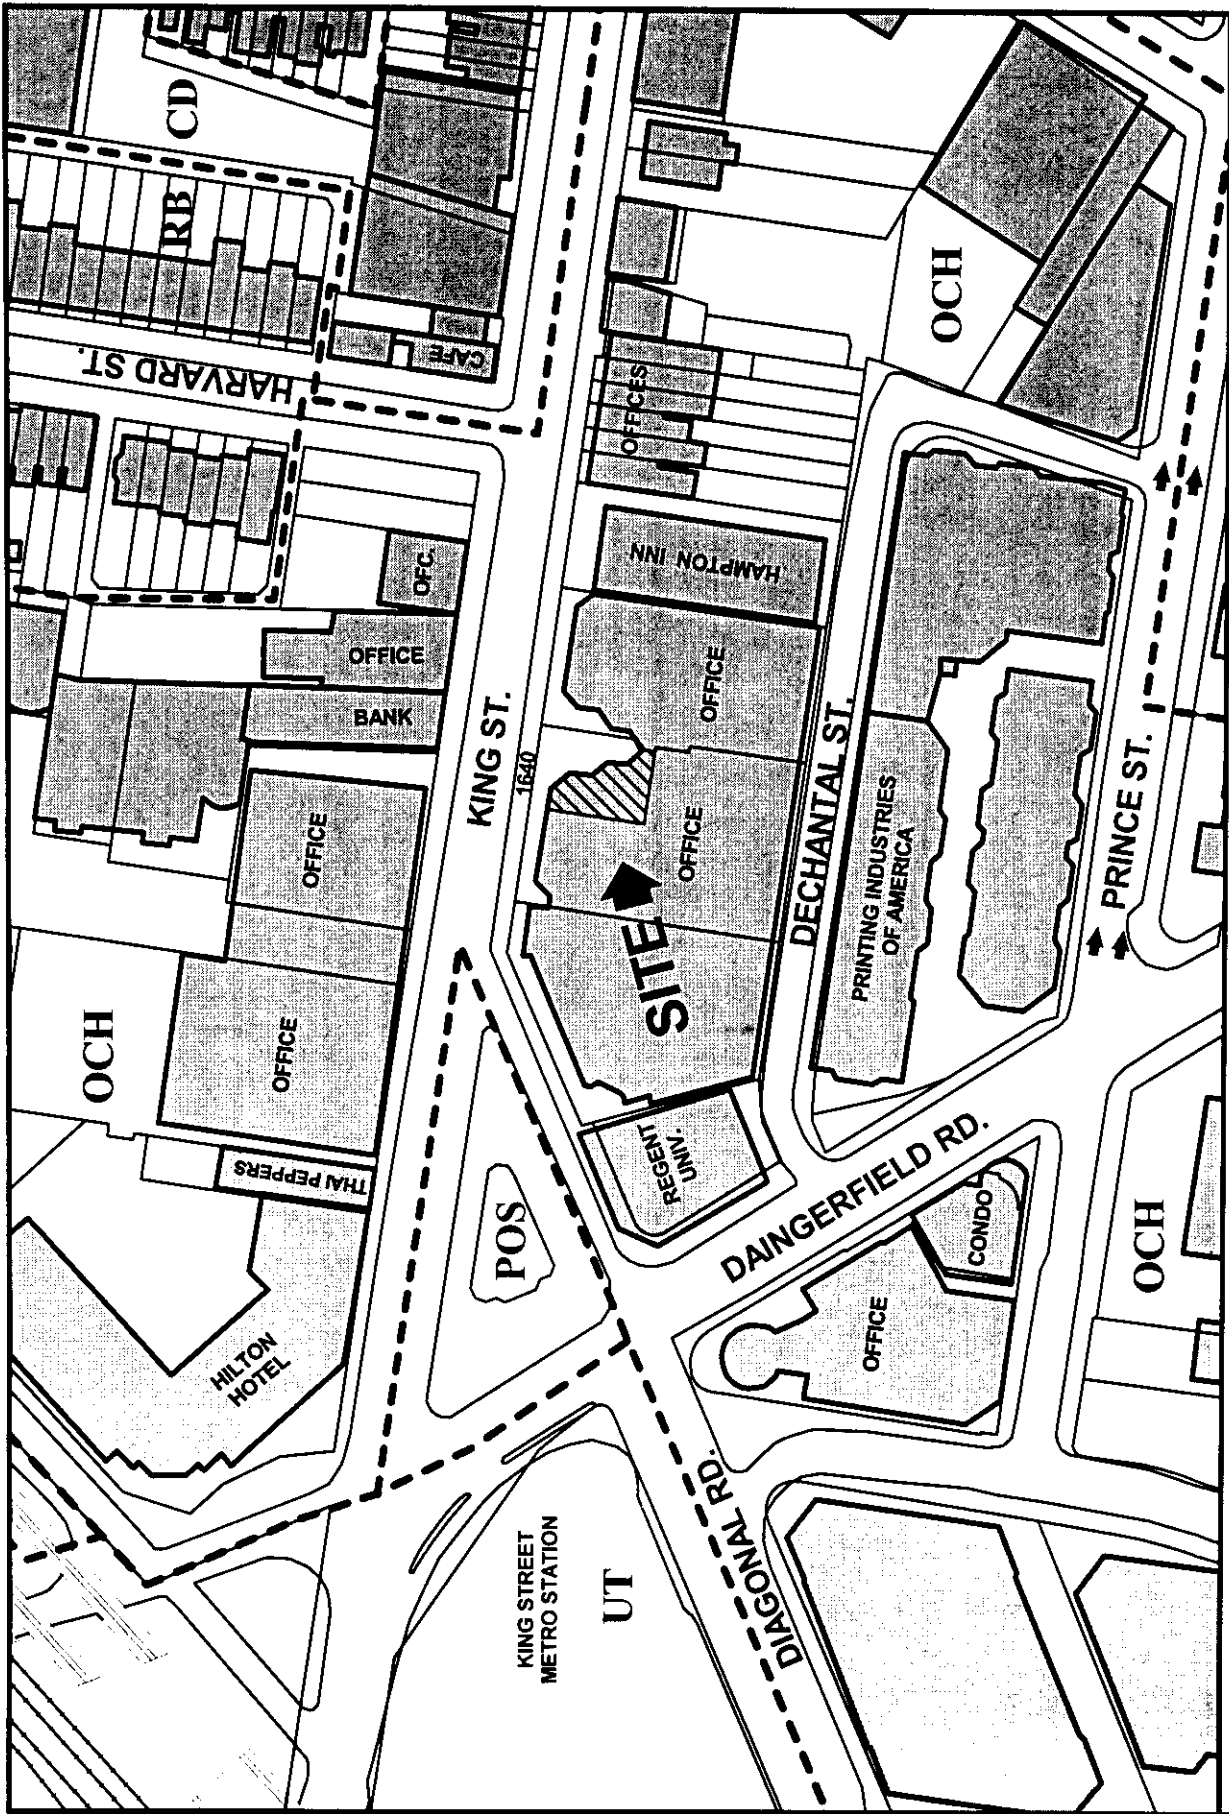 CD
RB
HARVARD ST.
CAFE
OFFICES
OCH
OFC.
OFFICE
BANK
KING ST.
1640
HAMPTON INN
OFFICE
OFFICE
OFFICE
SITE
DECHANTAL ST.
PRINTING INDUSTRIES
OF AMERICA
PRINCE ST.
OCH
OFFICE
THAI PEPPERS
HILTON
HOTEL
POS
REGENT
UNIV.
DAINGERFIELD RD.
CONDO
OFFICE
OCH
KING STREET
METRO STATION
UT
DIAGONAL RD.